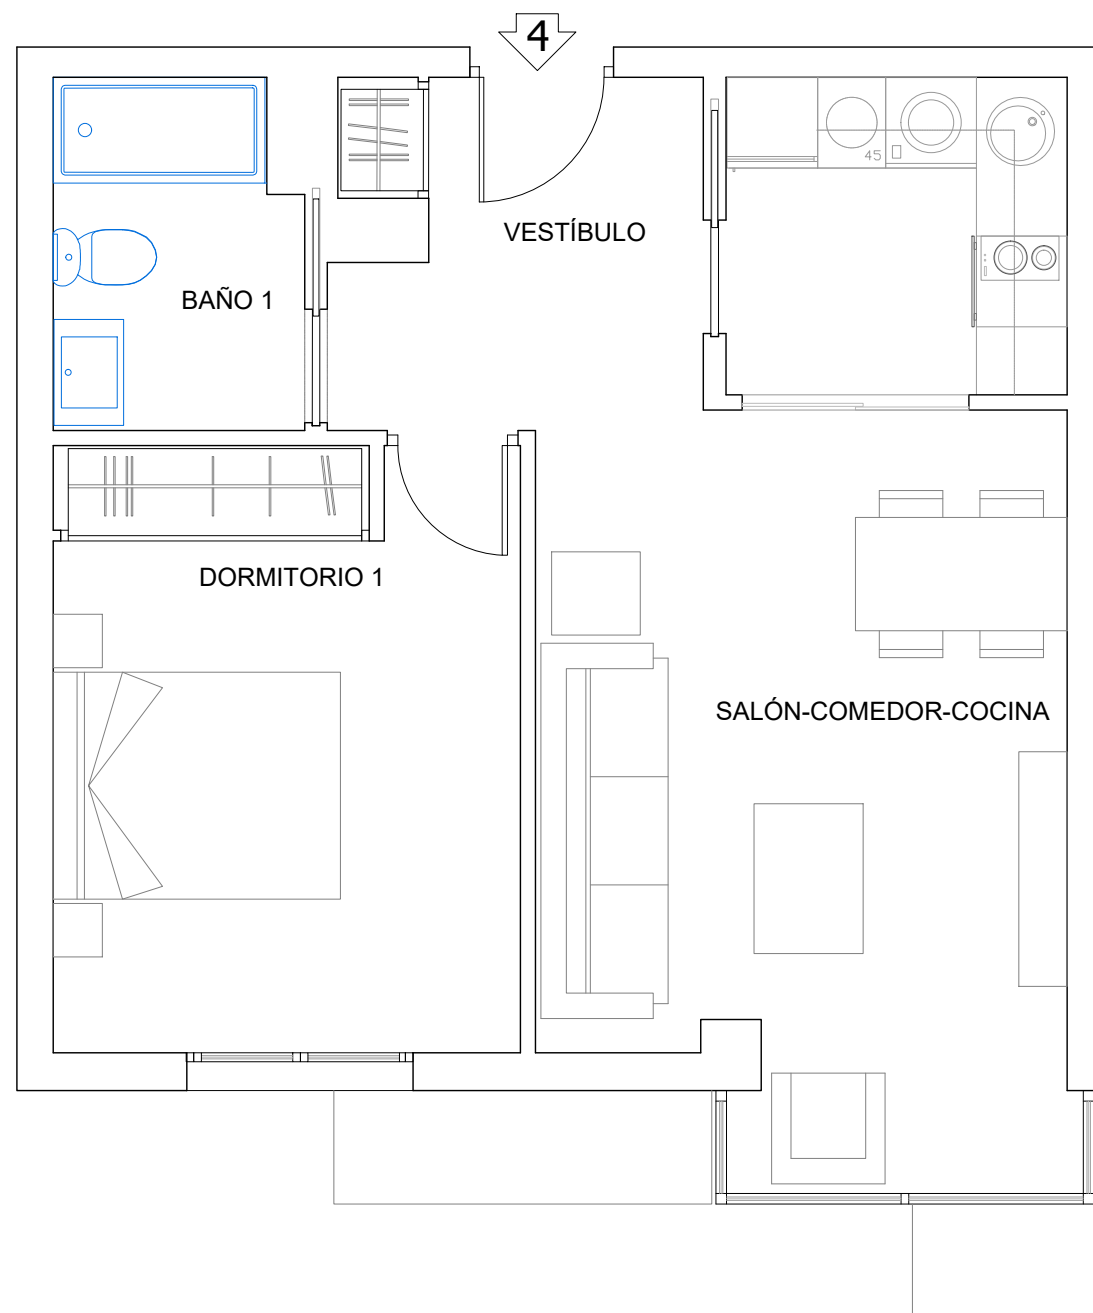 4
45
VESTÍBULO
BAÑO 1
DORMITORIO 1
SALÓN-COMEDOR-COCINA